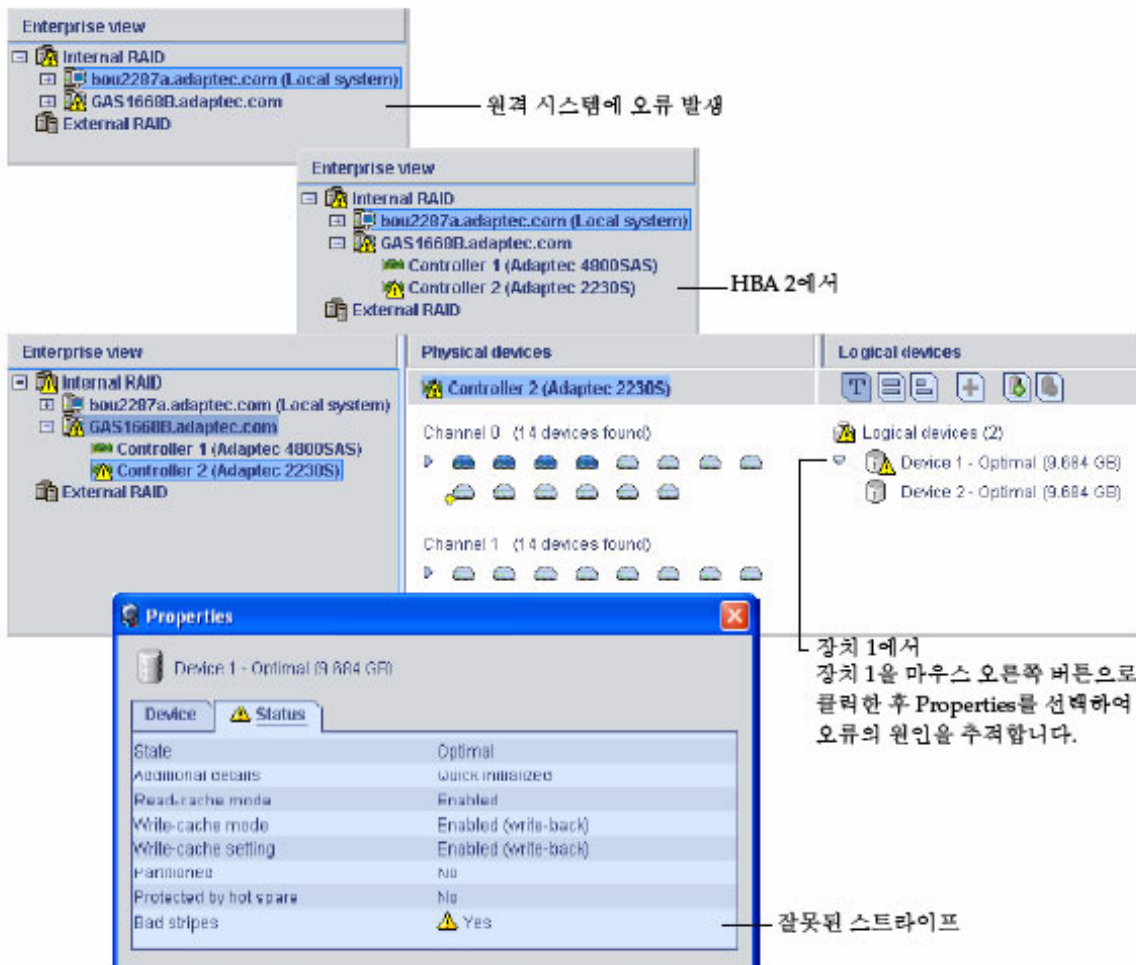 Enterprise view
Internal RAID
bou2287a.adaptec.com (Local system)
GAS1668B.adaptec.com
External RAID
원격 시스템에 오류 발생
Enterprise view
Internal RAID
bou2287a.adaptec.com (Local system)
GAS1668B.adaptec.com
Controller 1 (Adaptec 4800SAS)
Controller 2 (Adaptec 2230S)
External RAID
HBA 2에서
Enterprise view
Internal RAID
bou2287a.adaptec.com (Local system)
GAS1668B.adaptec.com
Controller 1 (Adaptec 4800SAS)
Controller 2 (Adaptec 2230S)
External RAID
Physical devices
Controller 2 (Adaptec 2230S)
Channel 0 (14 devices found)
Channel 1 (14 devices found)
Logical devices
T
Logical devices (2)
Device 1 - Optimal (9.684 GB)
Device 2 - Optimal (9.684 GB)
장치 1에서
장치 1을 마우스 오른쪽 버튼으로
클릭한 후 Properties를 선택하여
오류의 원인을 추적합니다.
Properties
Device 1 - Optimal (9.684 GB)
Device
Status
State Optimal
Additional details Quick initialized
Read-cache mode Enabled
Write-cache mode Enabled (write-back)
Write-cache setting Enabled (write-back)
Partitioned No
Protected by hot spare No
Bad stripes Yes
잘못된 스트라이프